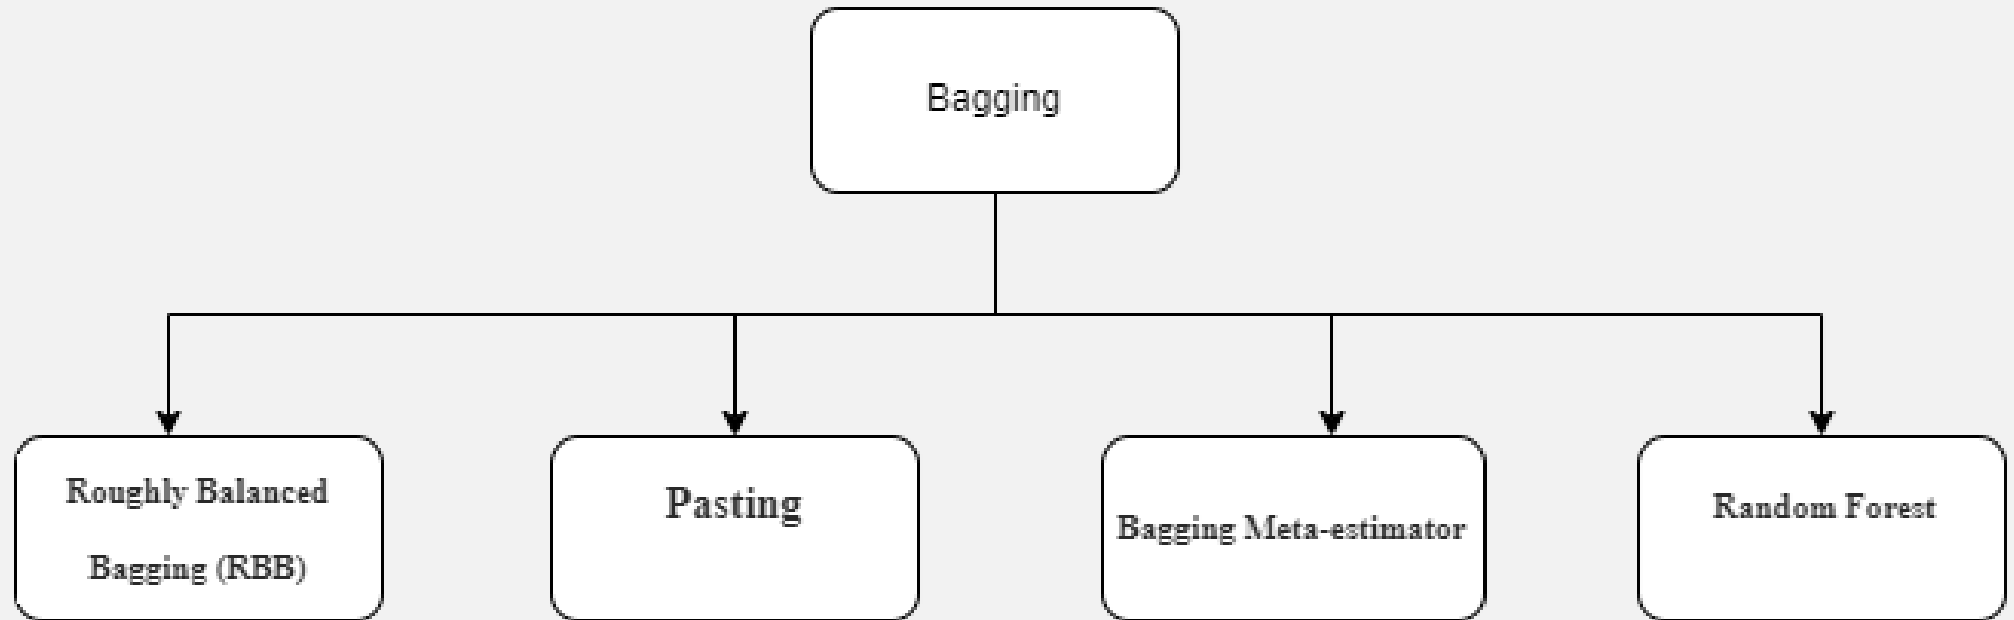 Bagging
Roughly Balanced
Bagging (RBB)
Pasting
Bagging Meta-estimator
Random Forest